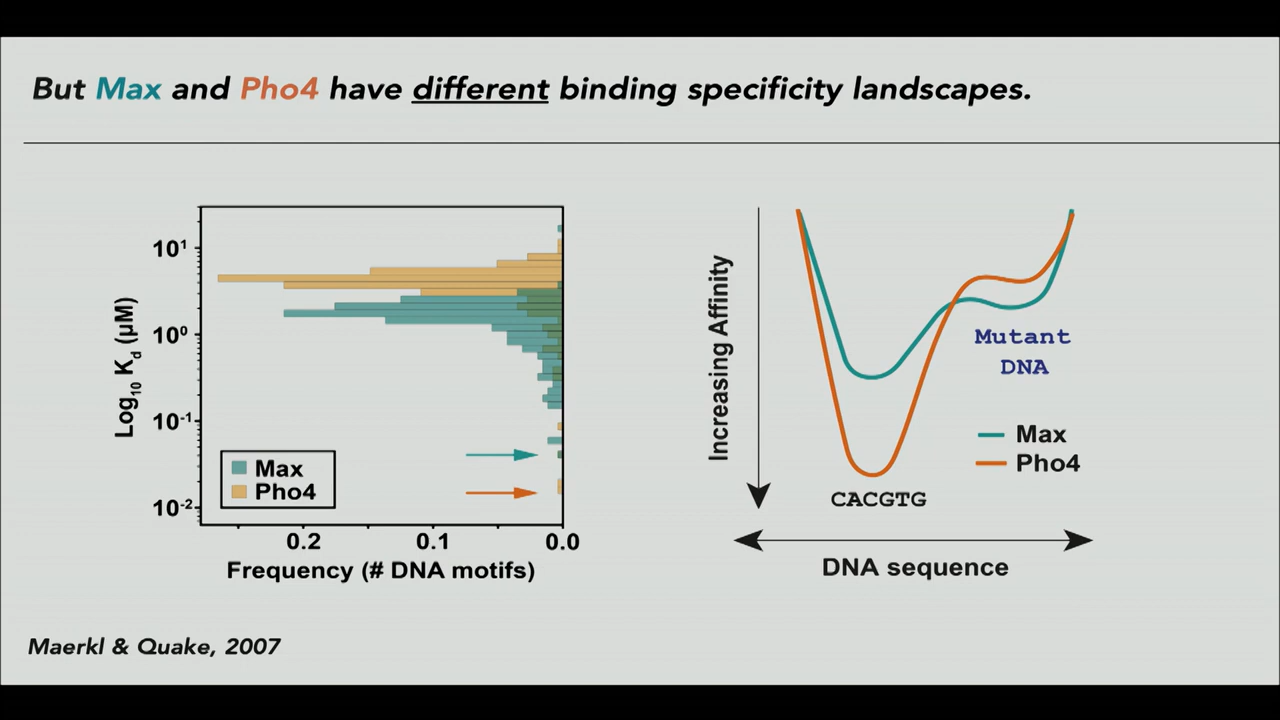 But Max and Pho4 have different binding specificity landscapes.
Log10 Kd (µM)
10¹
10⁰
10⁻¹
10⁻²
Max
Pho4
0.2
0.1
0.0
Frequency (# DNA motifs)
Increasing Affinity
Mutant
DNA
Max
Pho4
CACGTG
DNA sequence
Maerkl & Quake, 2007